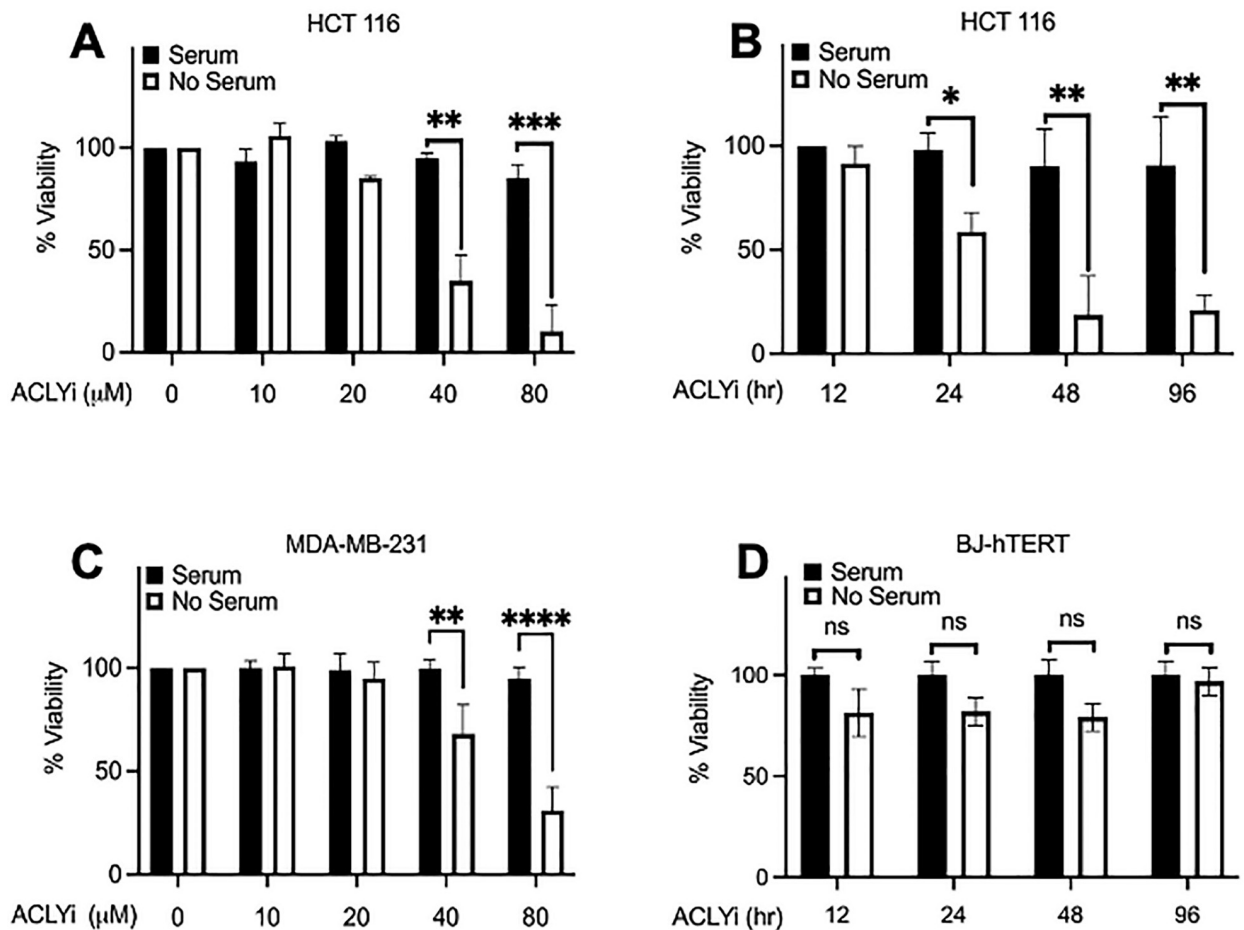 A
HCT 116
Serum
No Serum
% Viability
100
50
0
**
***
ACLYi (μM) 0 10 20 40 80
B
HCT 116
Serum
No Serum
% Viability
100
50
0
*
**
**
ACLYi (hr) 12 24 48 96
C
MDA-MB-231
Serum
No Serum
% Viability
100
50
0
**
****
ACLYi (μM) 0 10 20 40 80
D
BJ-hTERT
Serum
No Serum
% Viability
100
50
0
ns
ns
ns
ns
ACLYi (hr) 12 24 48 96